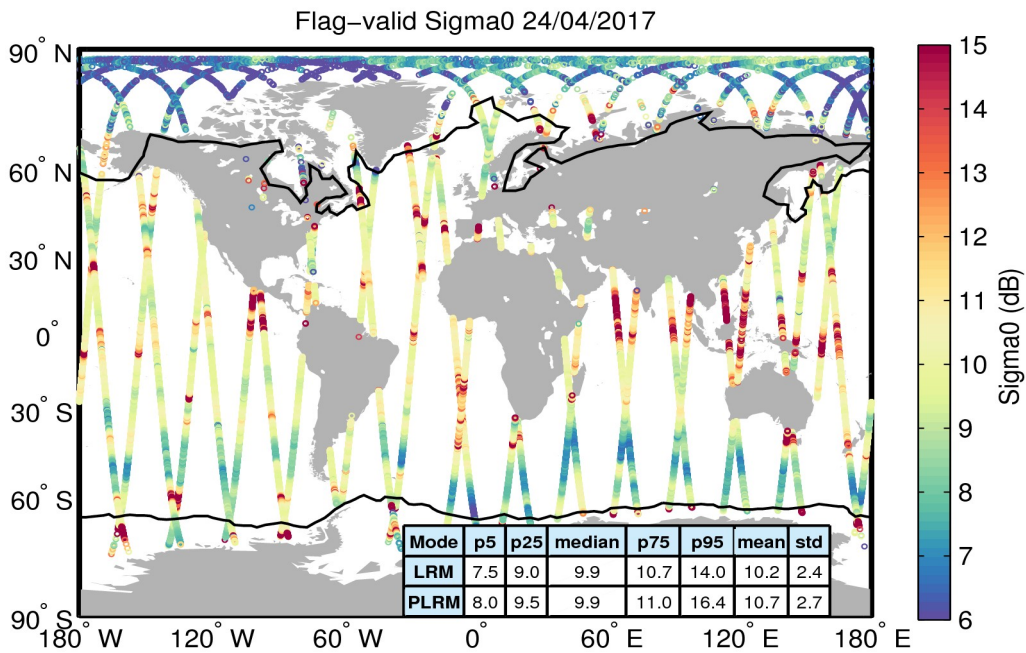 Flag−valid Sigma0 24/04/2017
90° N
60° N
30° N
0°
30° S
60° S
90° S
180° W
120° W
60° W
0°
60° E
120° E
180° E
Mode p5 p25 median p75 p95 mean std
LRM 7.5 9.0 9.9 10.7 14.0 10.2 2.4
PLRM 8.0 9.5 9.9 11.0 16.4 10.7 2.7
15
14
13
12
11
10
9
8
7
6
Sigma0 (dB)